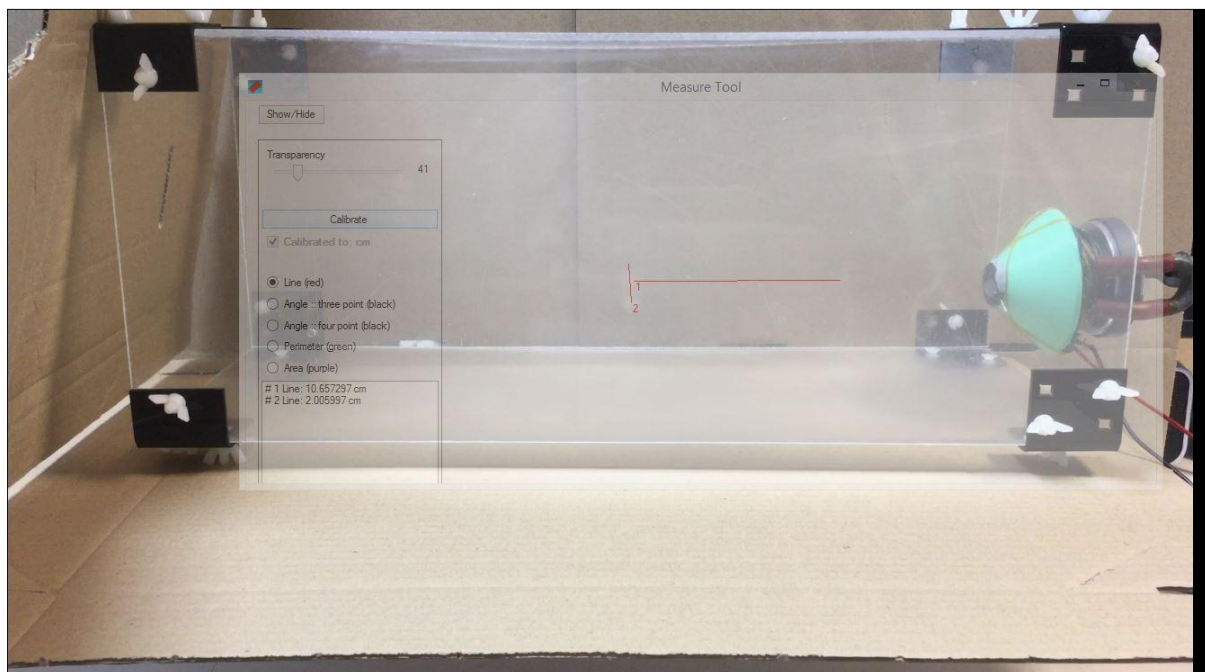 Measure Tool
Show/Hide
Transparency
41
Calibrate
Calibrated to: cm
Line (red)
Angle :: three point (black)
Angle :: four point (black)
Perimeter (green)
Area (purple)
# 1 Line: 10.657297 cm
# 2 Line: 2.005997 cm
1
2